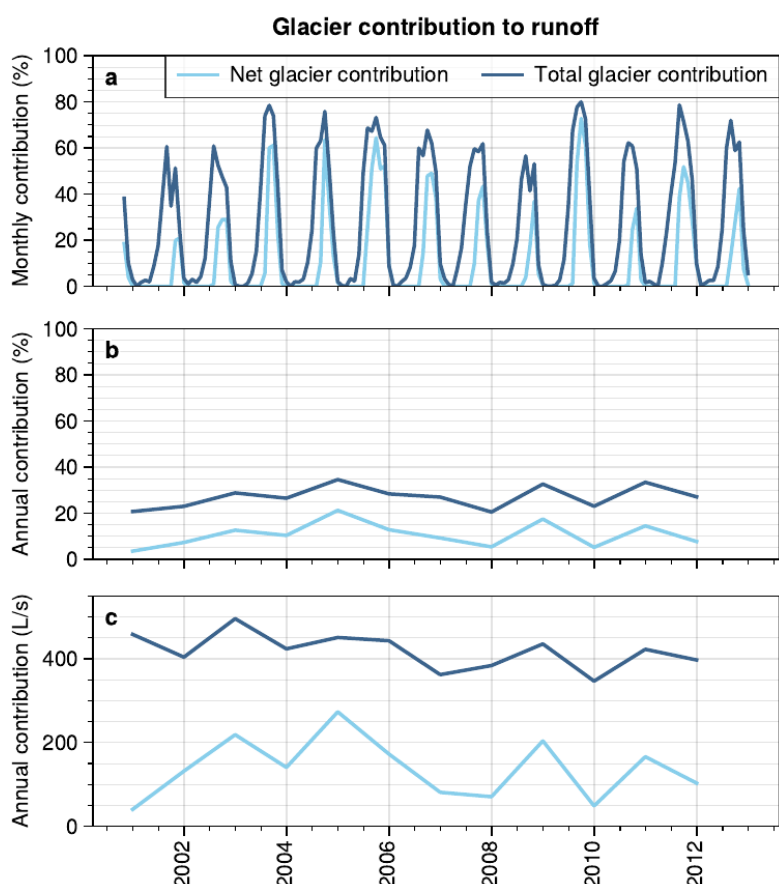 Glacier contribution to runoff
a
Net glacier contribution
Total glacier contribution
Monthly contribution (%)
100
80
60
40
20
0
b
Annual contribution (%)
100
80
60
40
20
0
c
Annual contribution (L/s)
400
200
0
2002
2004
2006
2008
2010
2012